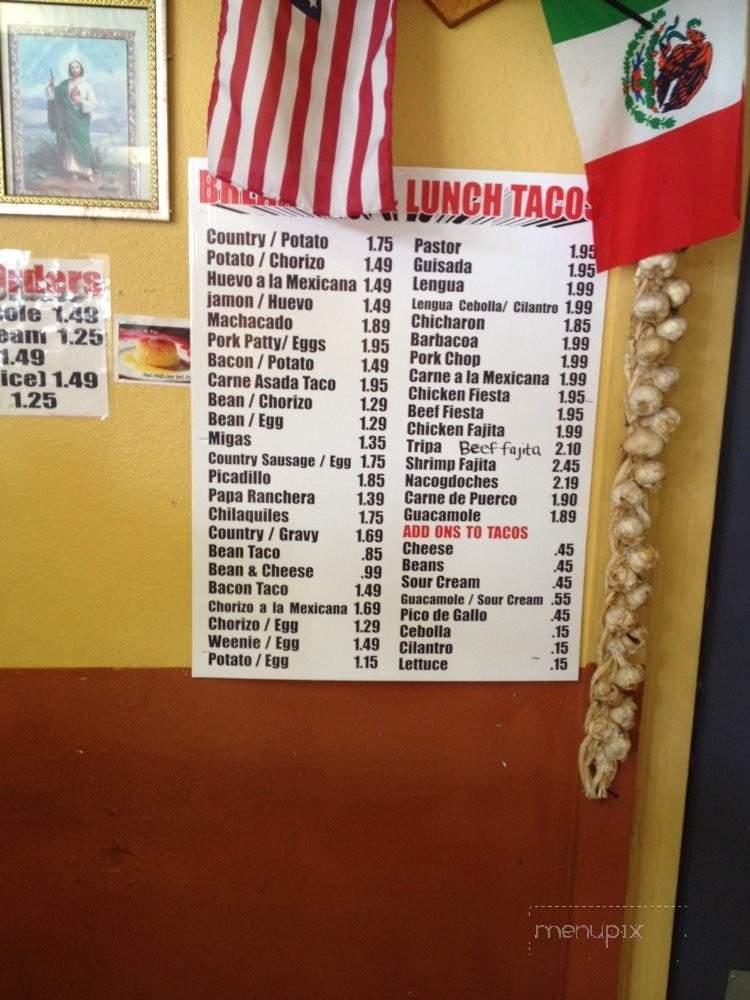 & LUNCH TACOS
Country / Potato 1.75
Potato / Chorizo 1.49
Huevo a la Mexicana 1.49
jamon / Huevo 1.49
Machacado 1.89
Pork Patty/ Eggs 1.95
Bacon / Potato 1.49
Carne Asada Taco 1.95
Bean / Chorizo 1.29
Bean / Egg 1.29
Migas 1.35
Country Sausage / Egg 1.75
Picadillo 1.85
Papa Ranchera 1.39
Chilaquiles 1.75
Country / Gravy 1.69
Bean Taco .85
Bean & Cheese .99
Bacon Taco 1.49
Chorizo a la Mexicana 1.69
Chorizo / Egg 1.29
Weenie / Egg 1.49
Potato / Egg 1.15
Pastor 1.95
Guisada 1.95
Lengua 1.99
Lengua Cebolla/ Cilantro 1.99
Chicharon 1.85
Barbacoa 1.99
Pork Chop 1.99
Carne a la Mexicana 1.99
Chicken Fiesta 1.95
Beef Fiesta 1.95
Chicken Fajita 1.99
Tripa Beef fajita 2.10
Shrimp Fajita 2.45
Nacogdoches 2.19
Carne de Puerco 1.90
Guacamole 1.89
ADD ONS TO TACOS
Cheese .45
Beans .45
Sour Cream .45
Guacamole / Sour Cream .55
Pico de Gallo .45
Cebolla .15
Cilantro .15
Lettuce .15
rders
ole 1.49
eam 1.25
1.49
ice) 1.49
1.25
menupix